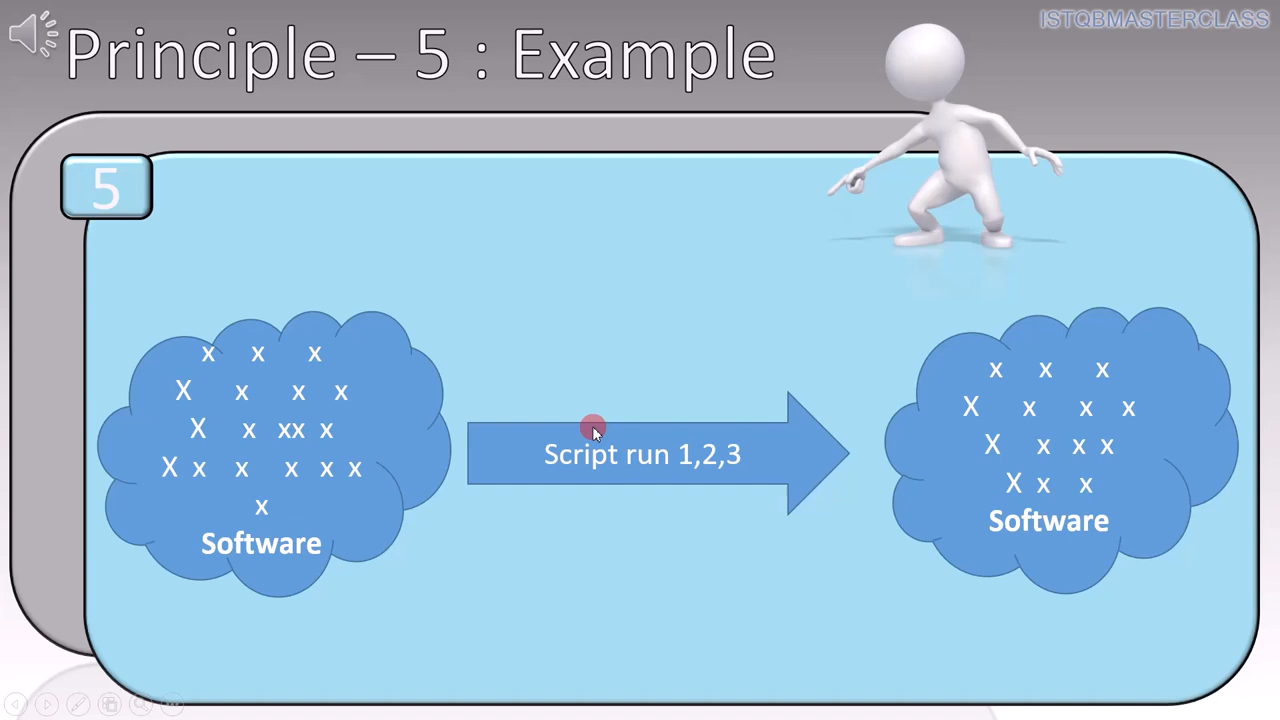 ISTQBMASTERCLASS
Principle – 5 : Example
5
x x x
X x x x
X x xx x
X x x x x x
x
Software
Script run 1,2,3
x x x
X x x x
X x x x
X x x
Software